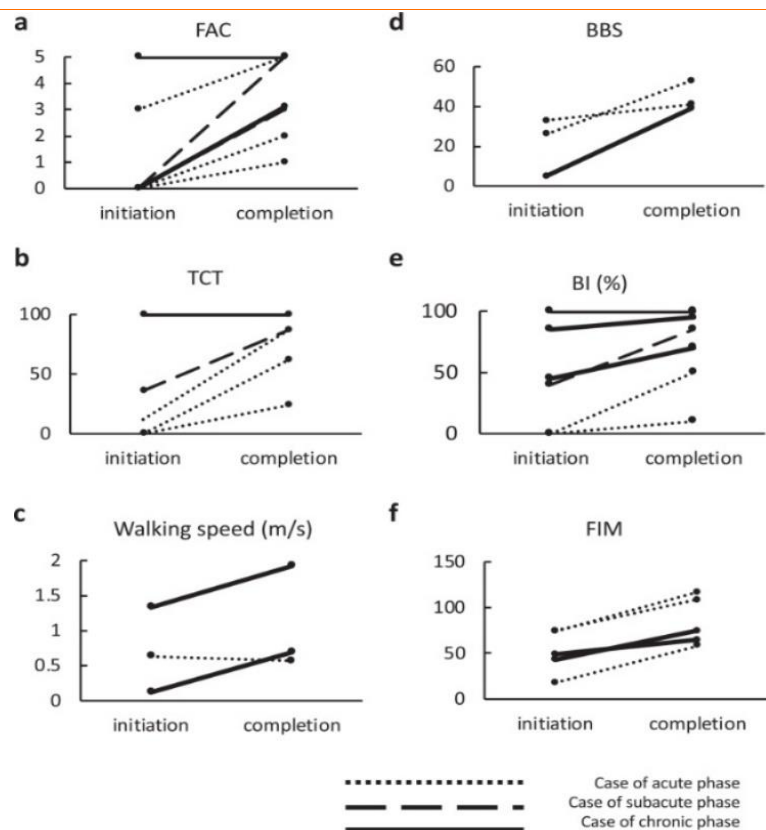 a
FAC
5
4
3
2
1
0
initiation
completion
d
BBS
60
40
20
0
initiation
completion
b
TCT
100
50
0
initiation
completion
e
BI (%)
100
50
0
initiation
completion
c
Walking speed (m/s)
2
1.5
1
0.5
0
initiation
completion
f
FIM
150
100
50
0
initiation
completion
Case of acute phase
Case of subacute phase
Case of chronic phase